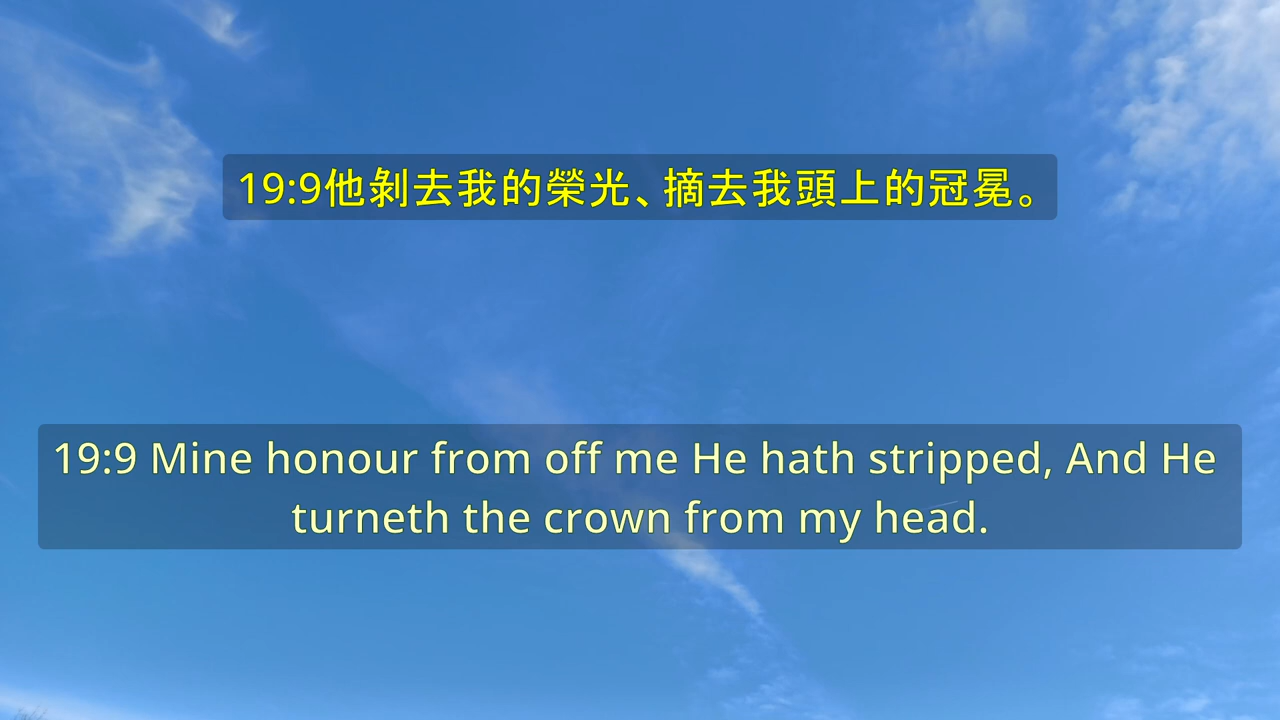 19:9他剝去我的榮光、摘去我頭上的冠冕。
19:9 Mine honour from off me He hath stripped, And He
turneth the crown from my head.